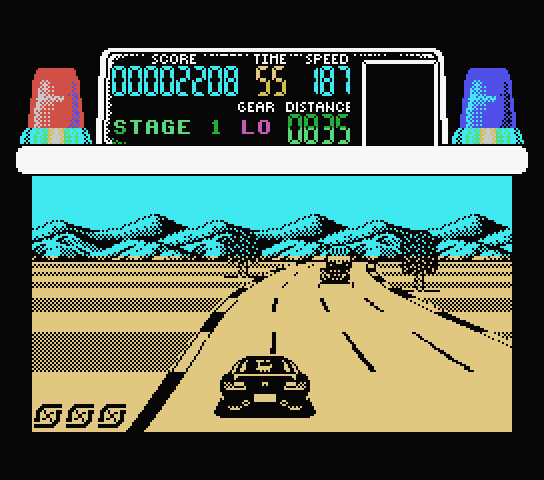 SCORE TIME SPEED
00002208 55 187
GEAR DISTANCE
STAGE 1 LO 0835